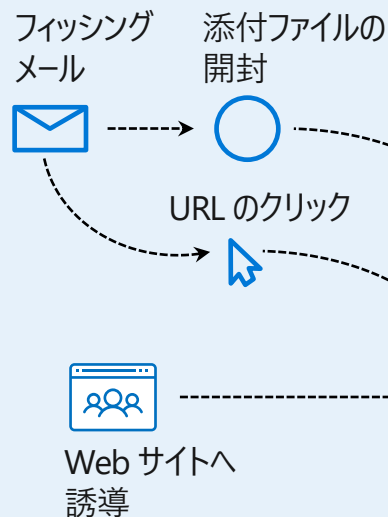 フィッシング
メール
添付ファイルの
開封
URL のクリック
Web サイトへ
誘導